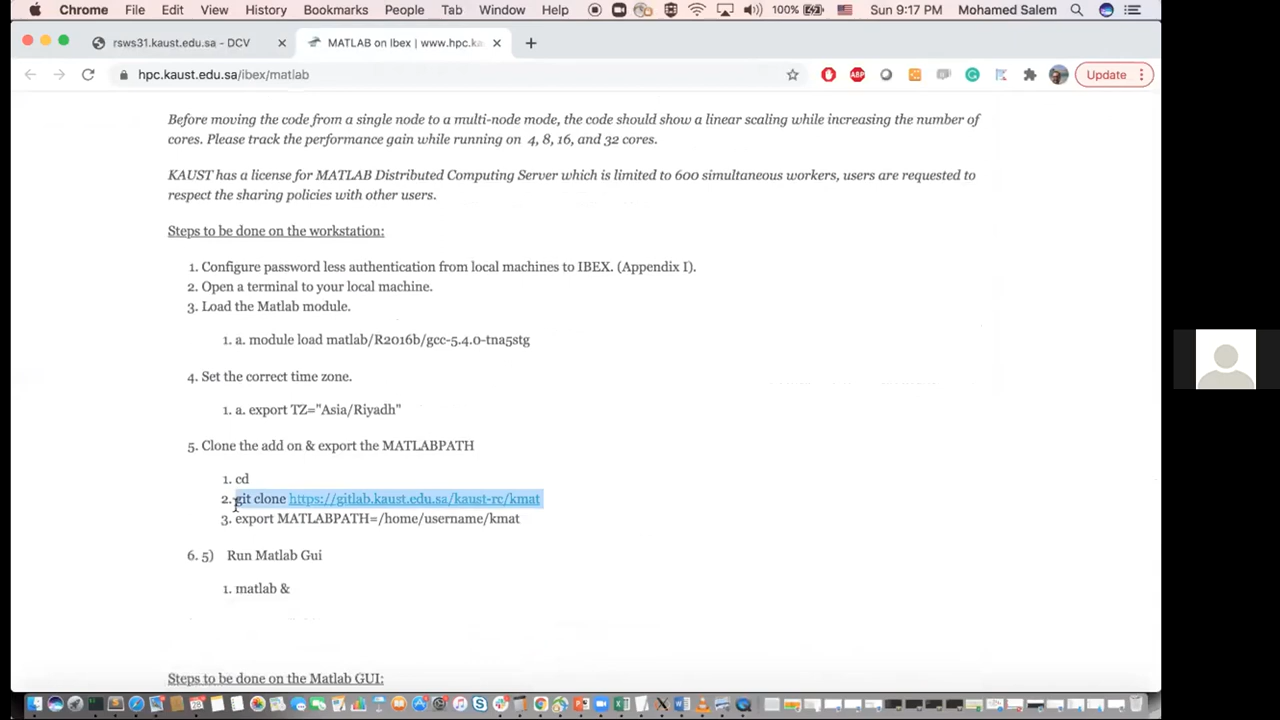 Chrome File Edit View History Bookmarks People Tab Window Help 100% Sun 9:17 PM Mohamed Salem
rsws31.kaust.edu.sa - DCV MATLAB on Ibex | www.hpc.ka
hpc.kaust.edu.sa/ibex/matlab ABP Update
Before moving the code from a single node to a multi-node mode, the code should show a linear scaling while increasing the number of
cores. Please track the performance gain while running on 4, 8, 16, and 32 cores.
KAUST has a license for MATLAB Distributed Computing Server which is limited to 600 simultaneous workers, users are requested to
respect the sharing policies with other users.
Steps to be done on the workstation:
1. Configure password less authentication from local machines to IBEX. (Appendix I).
2. Open a terminal to your local machine.
3. Load the Matlab module.
1. a. module load matlab/R2016b/gcc-5.4.0-tna5stg
4. Set the correct time zone.
1. a. export TZ="Asia/Riyadh"
5. Clone the add on & export the MATLABPATH
1. cd
2. git clone https://gitlab.kaust.edu.sa/kaust-rc/kmat
3. export MATLABPATH=/home/username/kmat
6. 5) Run Matlab Gui
1. matlab &
Steps to be done on the Matlab GUI: